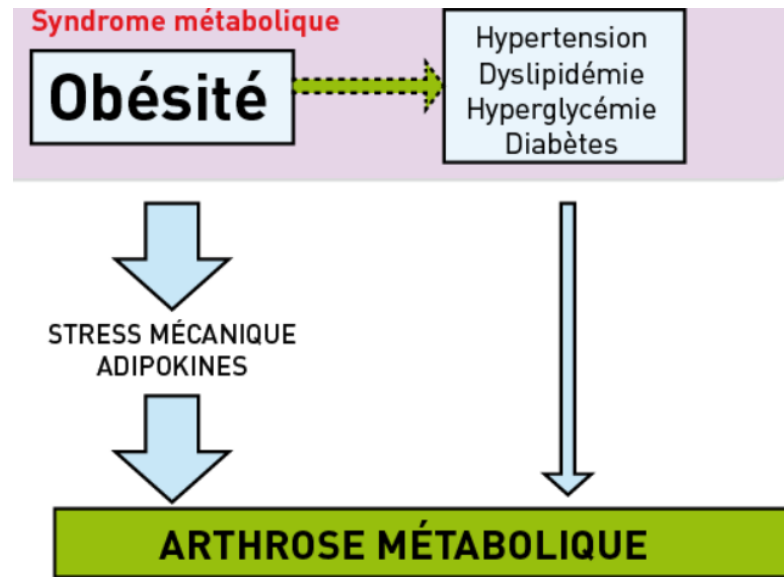 Syndrome métabolique
Obésité
Hypertension
Dyslipidémie
Hyperglycémie
Diabètes
STRESS MÉCANIQUE
ADIPOKINES
ARTHROSE MÉTABOLIQUE